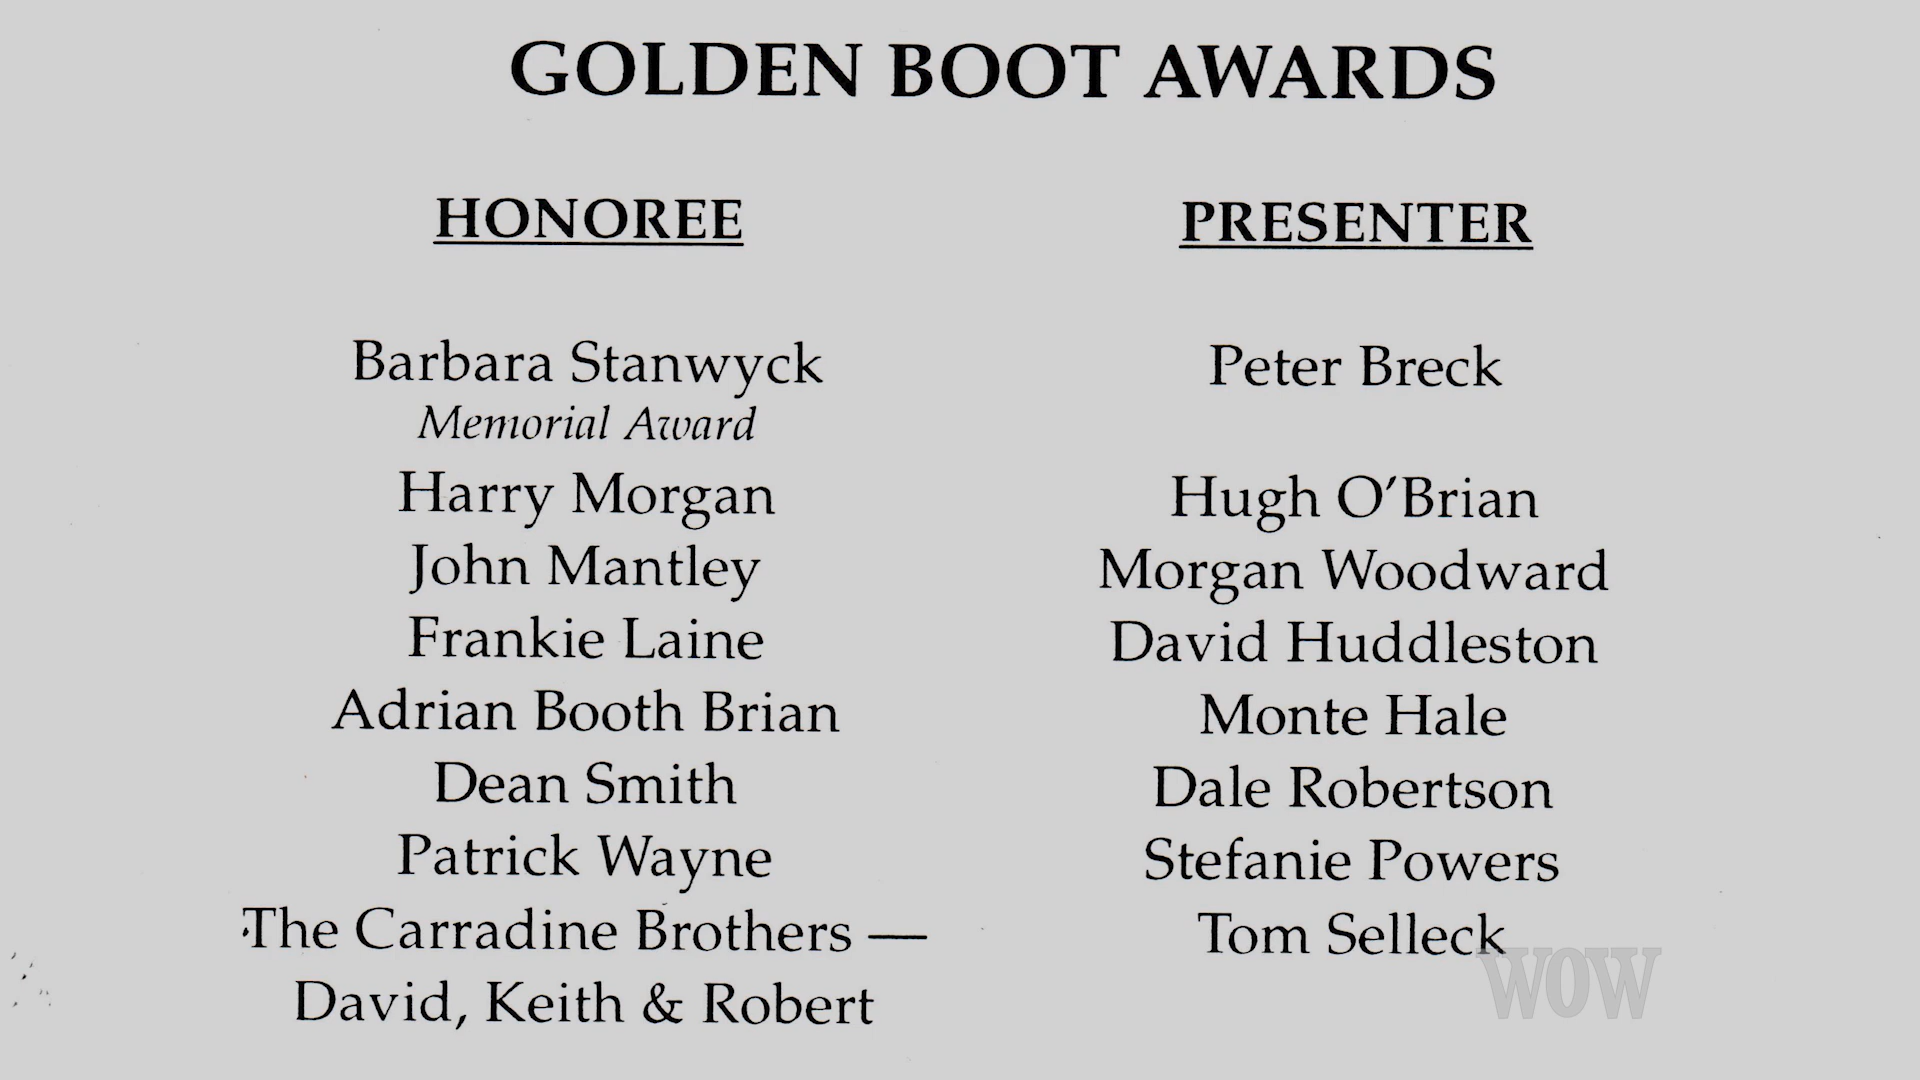 GOLDEN BOOT AWARDS
HONOREE PRESENTER
Barbara Stanwyck Peter Breck
Memorial Award
Harry Morgan Hugh O'Brian
John Mantley Morgan Woodward
Frankie Laine David Huddleston
Adrian Booth Brian Monte Hale
Dean Smith Dale Robertson
Patrick Wayne Stefanie Powers
The Carradine Brothers — Tom Selleck
David, Keith & Robert
WOW